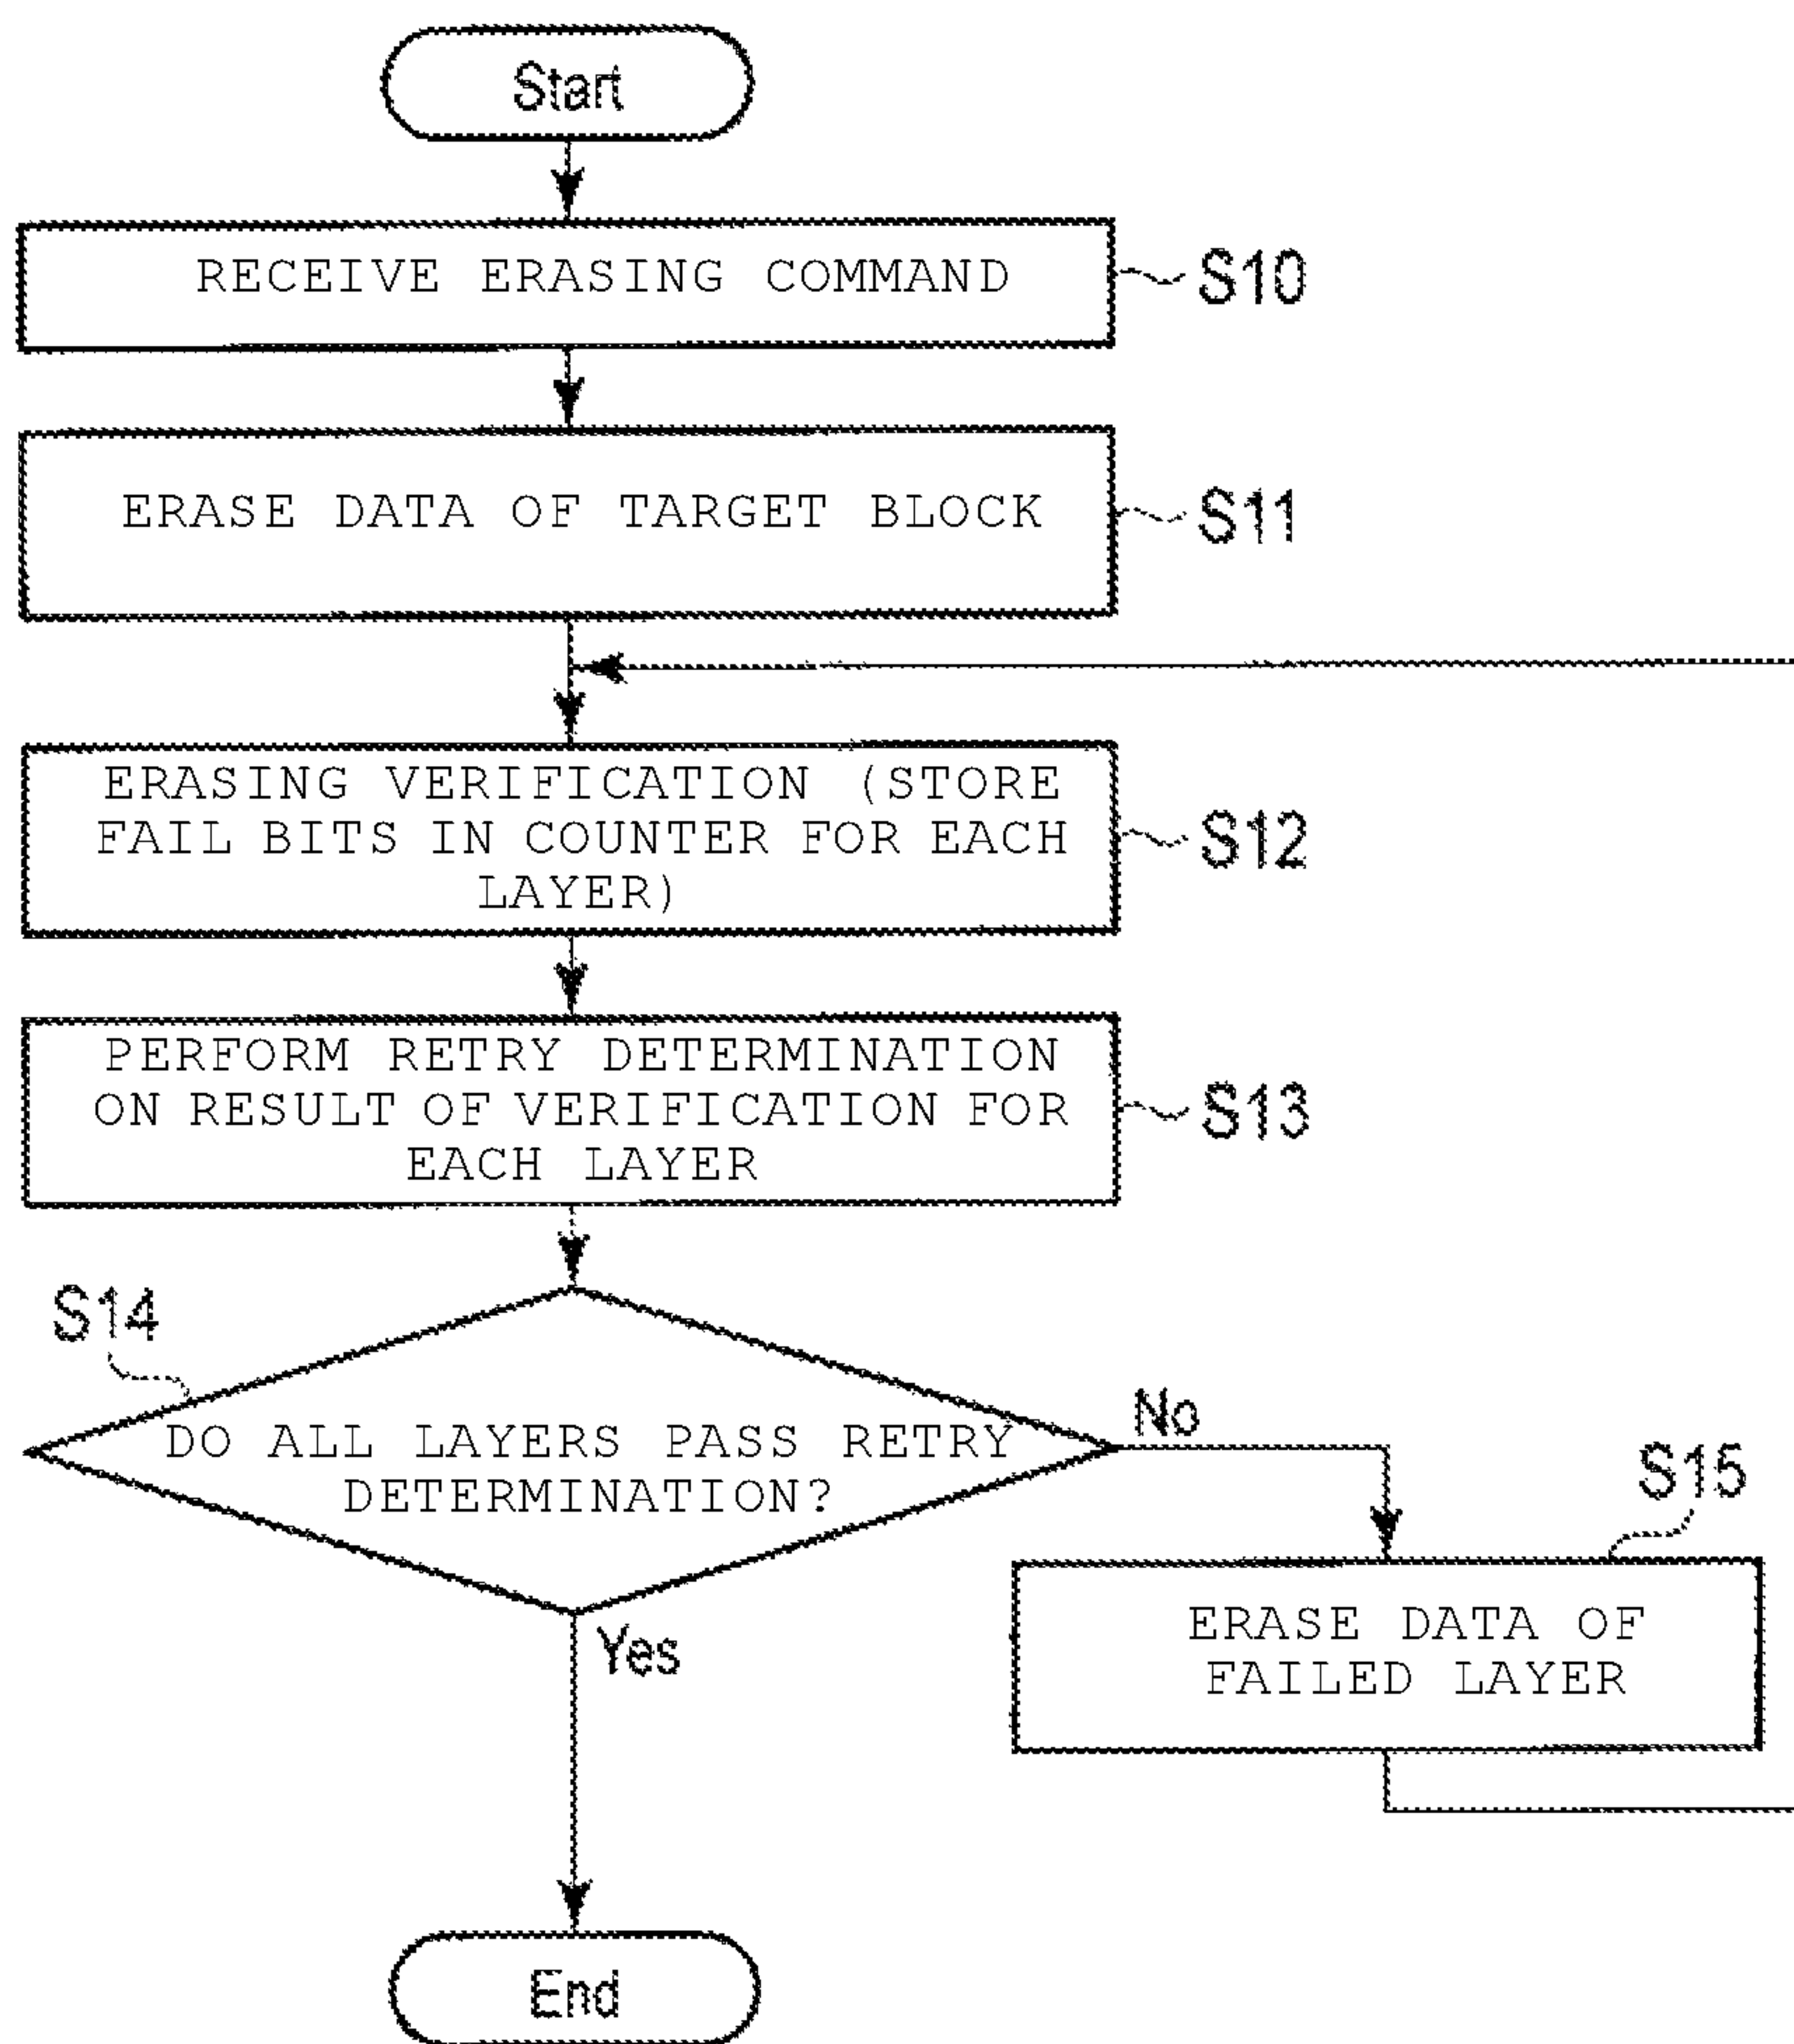 Start
RECEIVE ERASING COMMAND
S10
ERASE DATA OF TARGET BLOCK
S11
ERASING VERIFICATION (STORE
FAIL BITS IN COUNTER FOR EACH
LAYER)
S12
PERFORM RETRY DETERMINATION
ON RESULT OF VERIFICATION FOR
EACH LAYER
S13
S14
DO ALL LAYERS PASS RETRY
DETERMINATION?
No
Yes
S15
ERASE DATA OF
FAILED LAYER
End